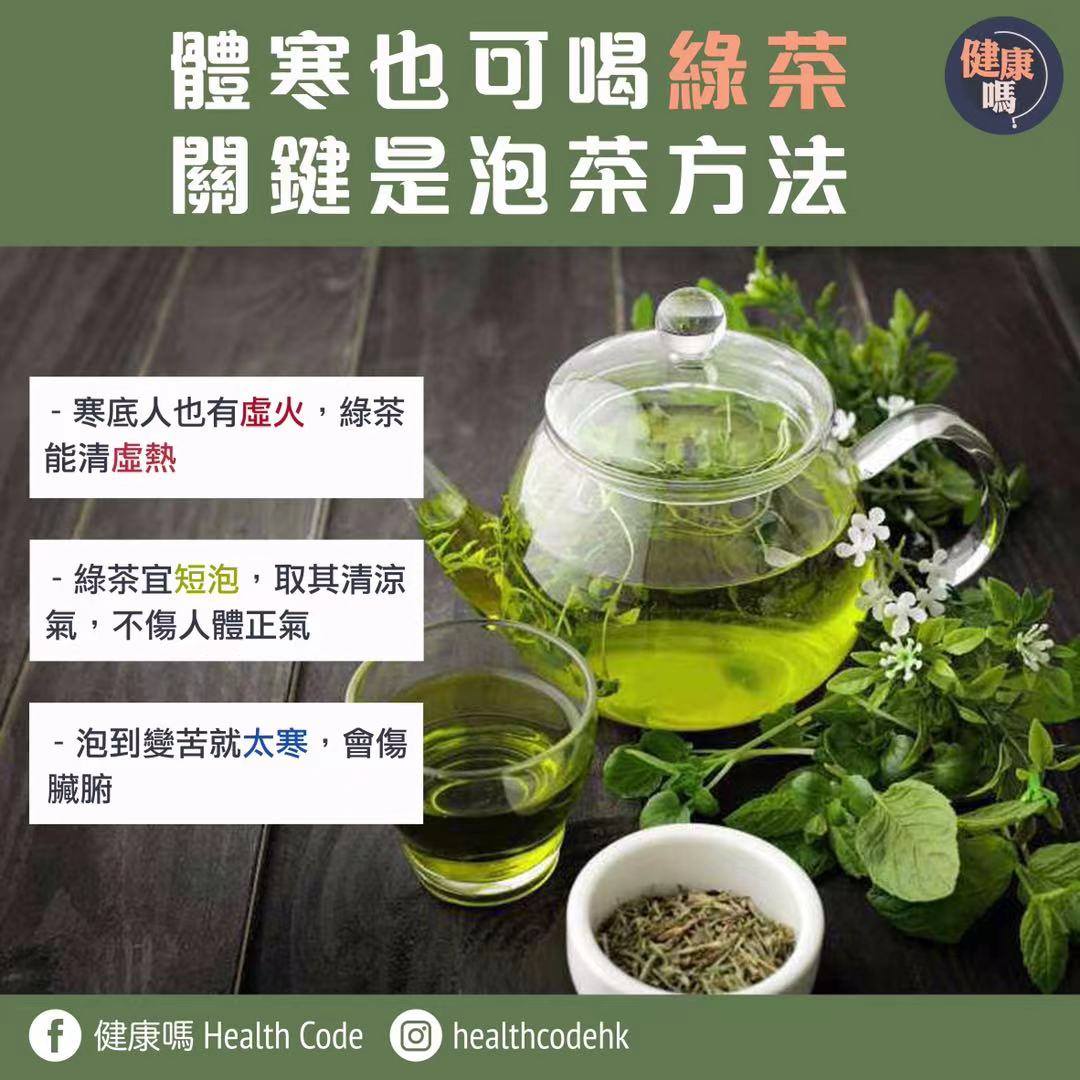 體寒也可喝綠茶
健康
嗎?
關鍵是泡茶方法
- 寒底人也有虛火，綠茶
能清虛熱
- 綠茶宜短泡，取其清涼
氣，不傷人體正氣
- 泡到變苦就太寒，會傷
臟腑
健康嗎 Health Code healthcodehk